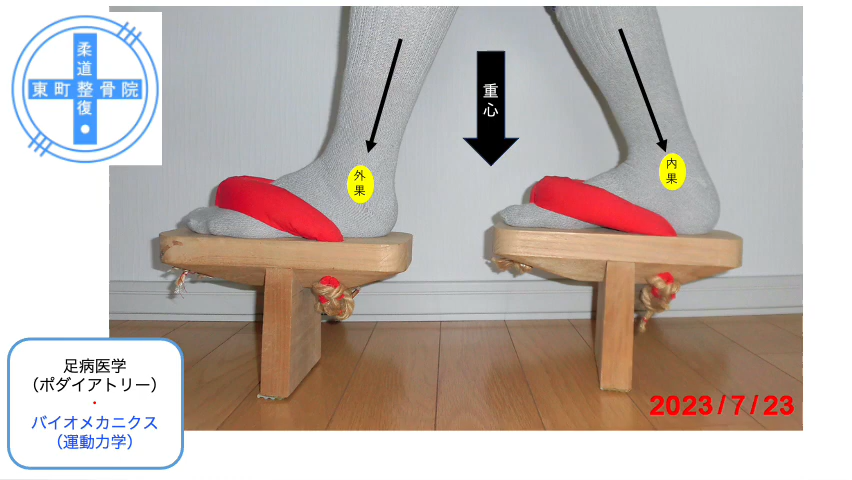 柔道整復
東町整骨院
重心
外果
内果
2023/7/23
足病医学
（ポダイアトリー）
・
バイオメカニクス
（運動力学）